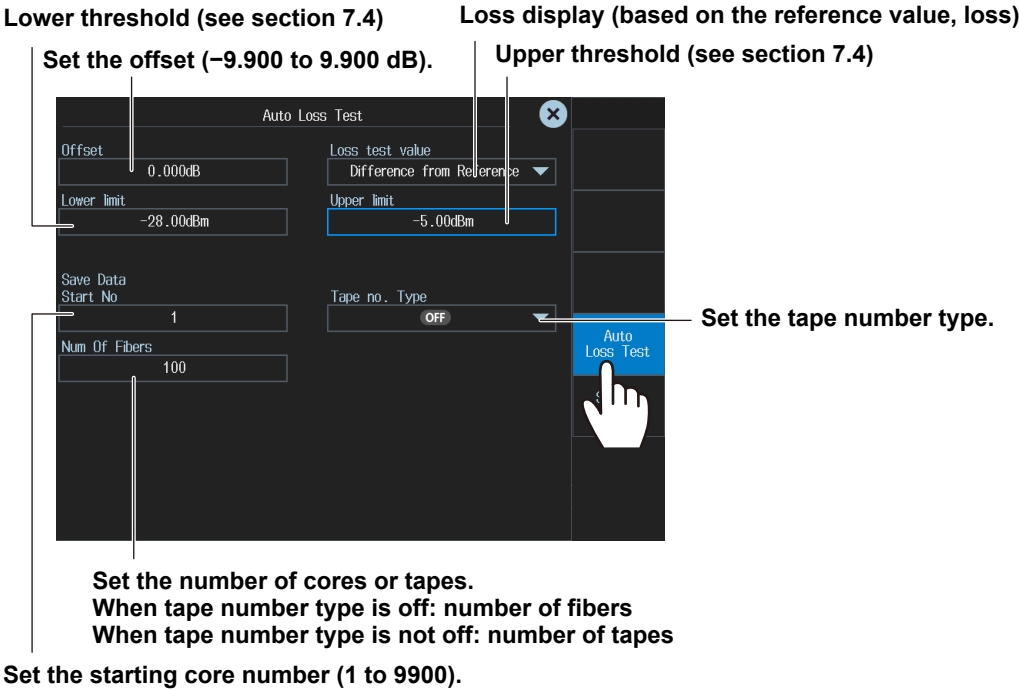 Lower threshold (see section 7.4)
Loss display (based on the reference value, loss)
Set the offset (−9.900 to 9.900 dB).
Upper threshold (see section 7.4)
Auto Loss Test
Offset
Loss test value
0.000dB
Difference from Reference
Lower limit
Upper limit
-28.00dBm
-5.00dBm
Save Data
Start No
Tape no. Type
1
OFF
Set the tape number type.
Auto
Loss Test
Num Of Fibers
100
Set the number of cores or tapes.
When tape number type is off: number of fibers
When tape number type is not off: number of tapes
Set the starting core number (1 to 9900).